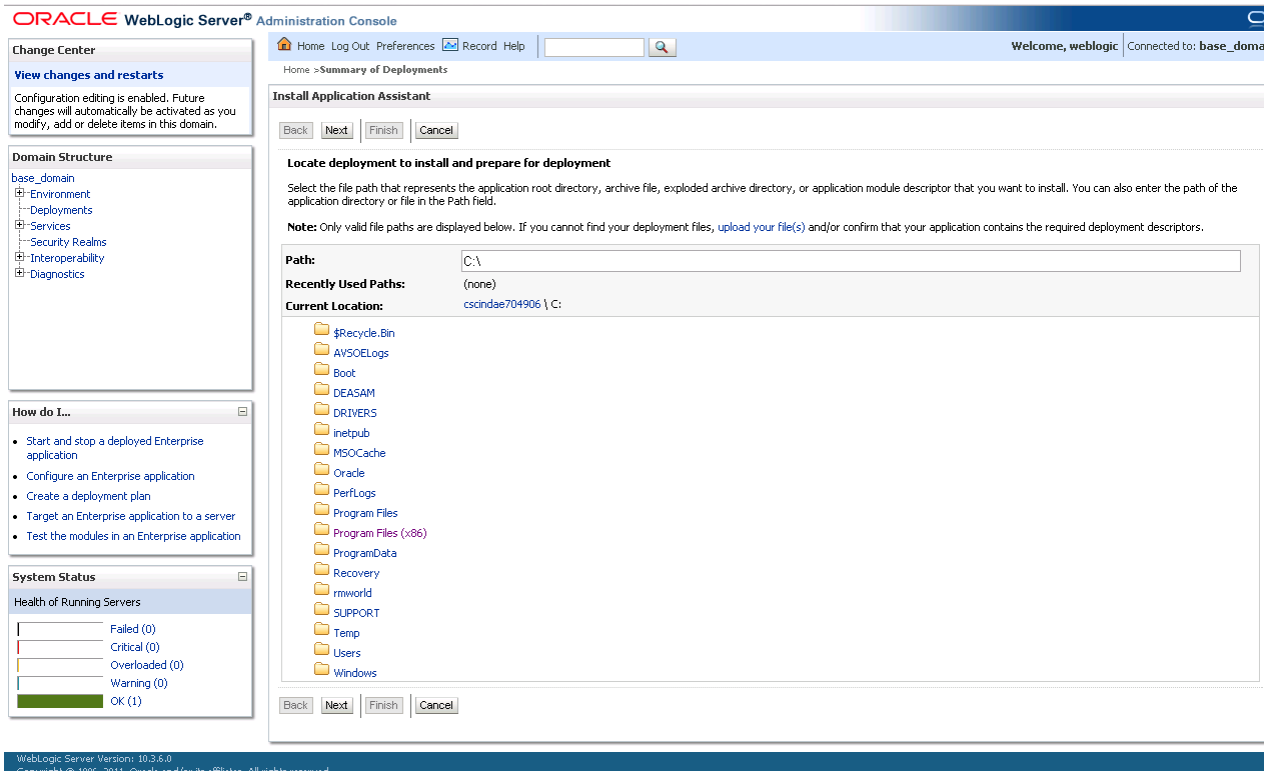 ORACLE WebLogic Server® Administration Console
Change Center
View changes and restarts
Configuration editing is enabled. Future
changes will automatically be activated as you
modify, add or delete items in this domain.
Domain Structure
base_domain
Environment
Deployments
Services
Security Realms
Interoperability
Diagnostics
How do I...
Start and stop a deployed Enterprise
application
Configure an Enterprise application
Create a deployment plan
Target an Enterprise application to a server
Test the modules in an Enterprise application
System Status
Health of Running Servers
Failed (0)
Critical (0)
Overloaded (0)
Warning (0)
OK (1)
Home Log Out Preferences Record Help
Welcome, weblogic Connected to: base_doma
Home >Summary of Deployments
Install Application Assistant
Back Next Finish Cancel
Locate deployment to install and prepare for deployment
Select the file path that represents the application root directory, archive file, exploded archive directory, or application module descriptor that you want to install. You can also enter the path of the
application directory or file in the Path field.
Note: Only valid file paths are displayed below. If you cannot find your deployment files, upload your file(s) and/or confirm that your application contains the required deployment descriptors.
Path: C:\
Recently Used Paths: (none)
Current Location: cscindae704906 \ C:
$Recycle.Bin
AVSOELogs
Boot
DEASAM
DRIVERS
inetpub
MSOCache
Oracle
PerfLogs
Program Files
Program Files (x86)
ProgramData
Recovery
rmworld
SUPPORT
Temp
Users
Windows
Back Next Finish Cancel
WebLogic Server Version: 10.3.6.0
Copyright © 1996, 2011, Oracle and/or its affiliates. All rights reserved.